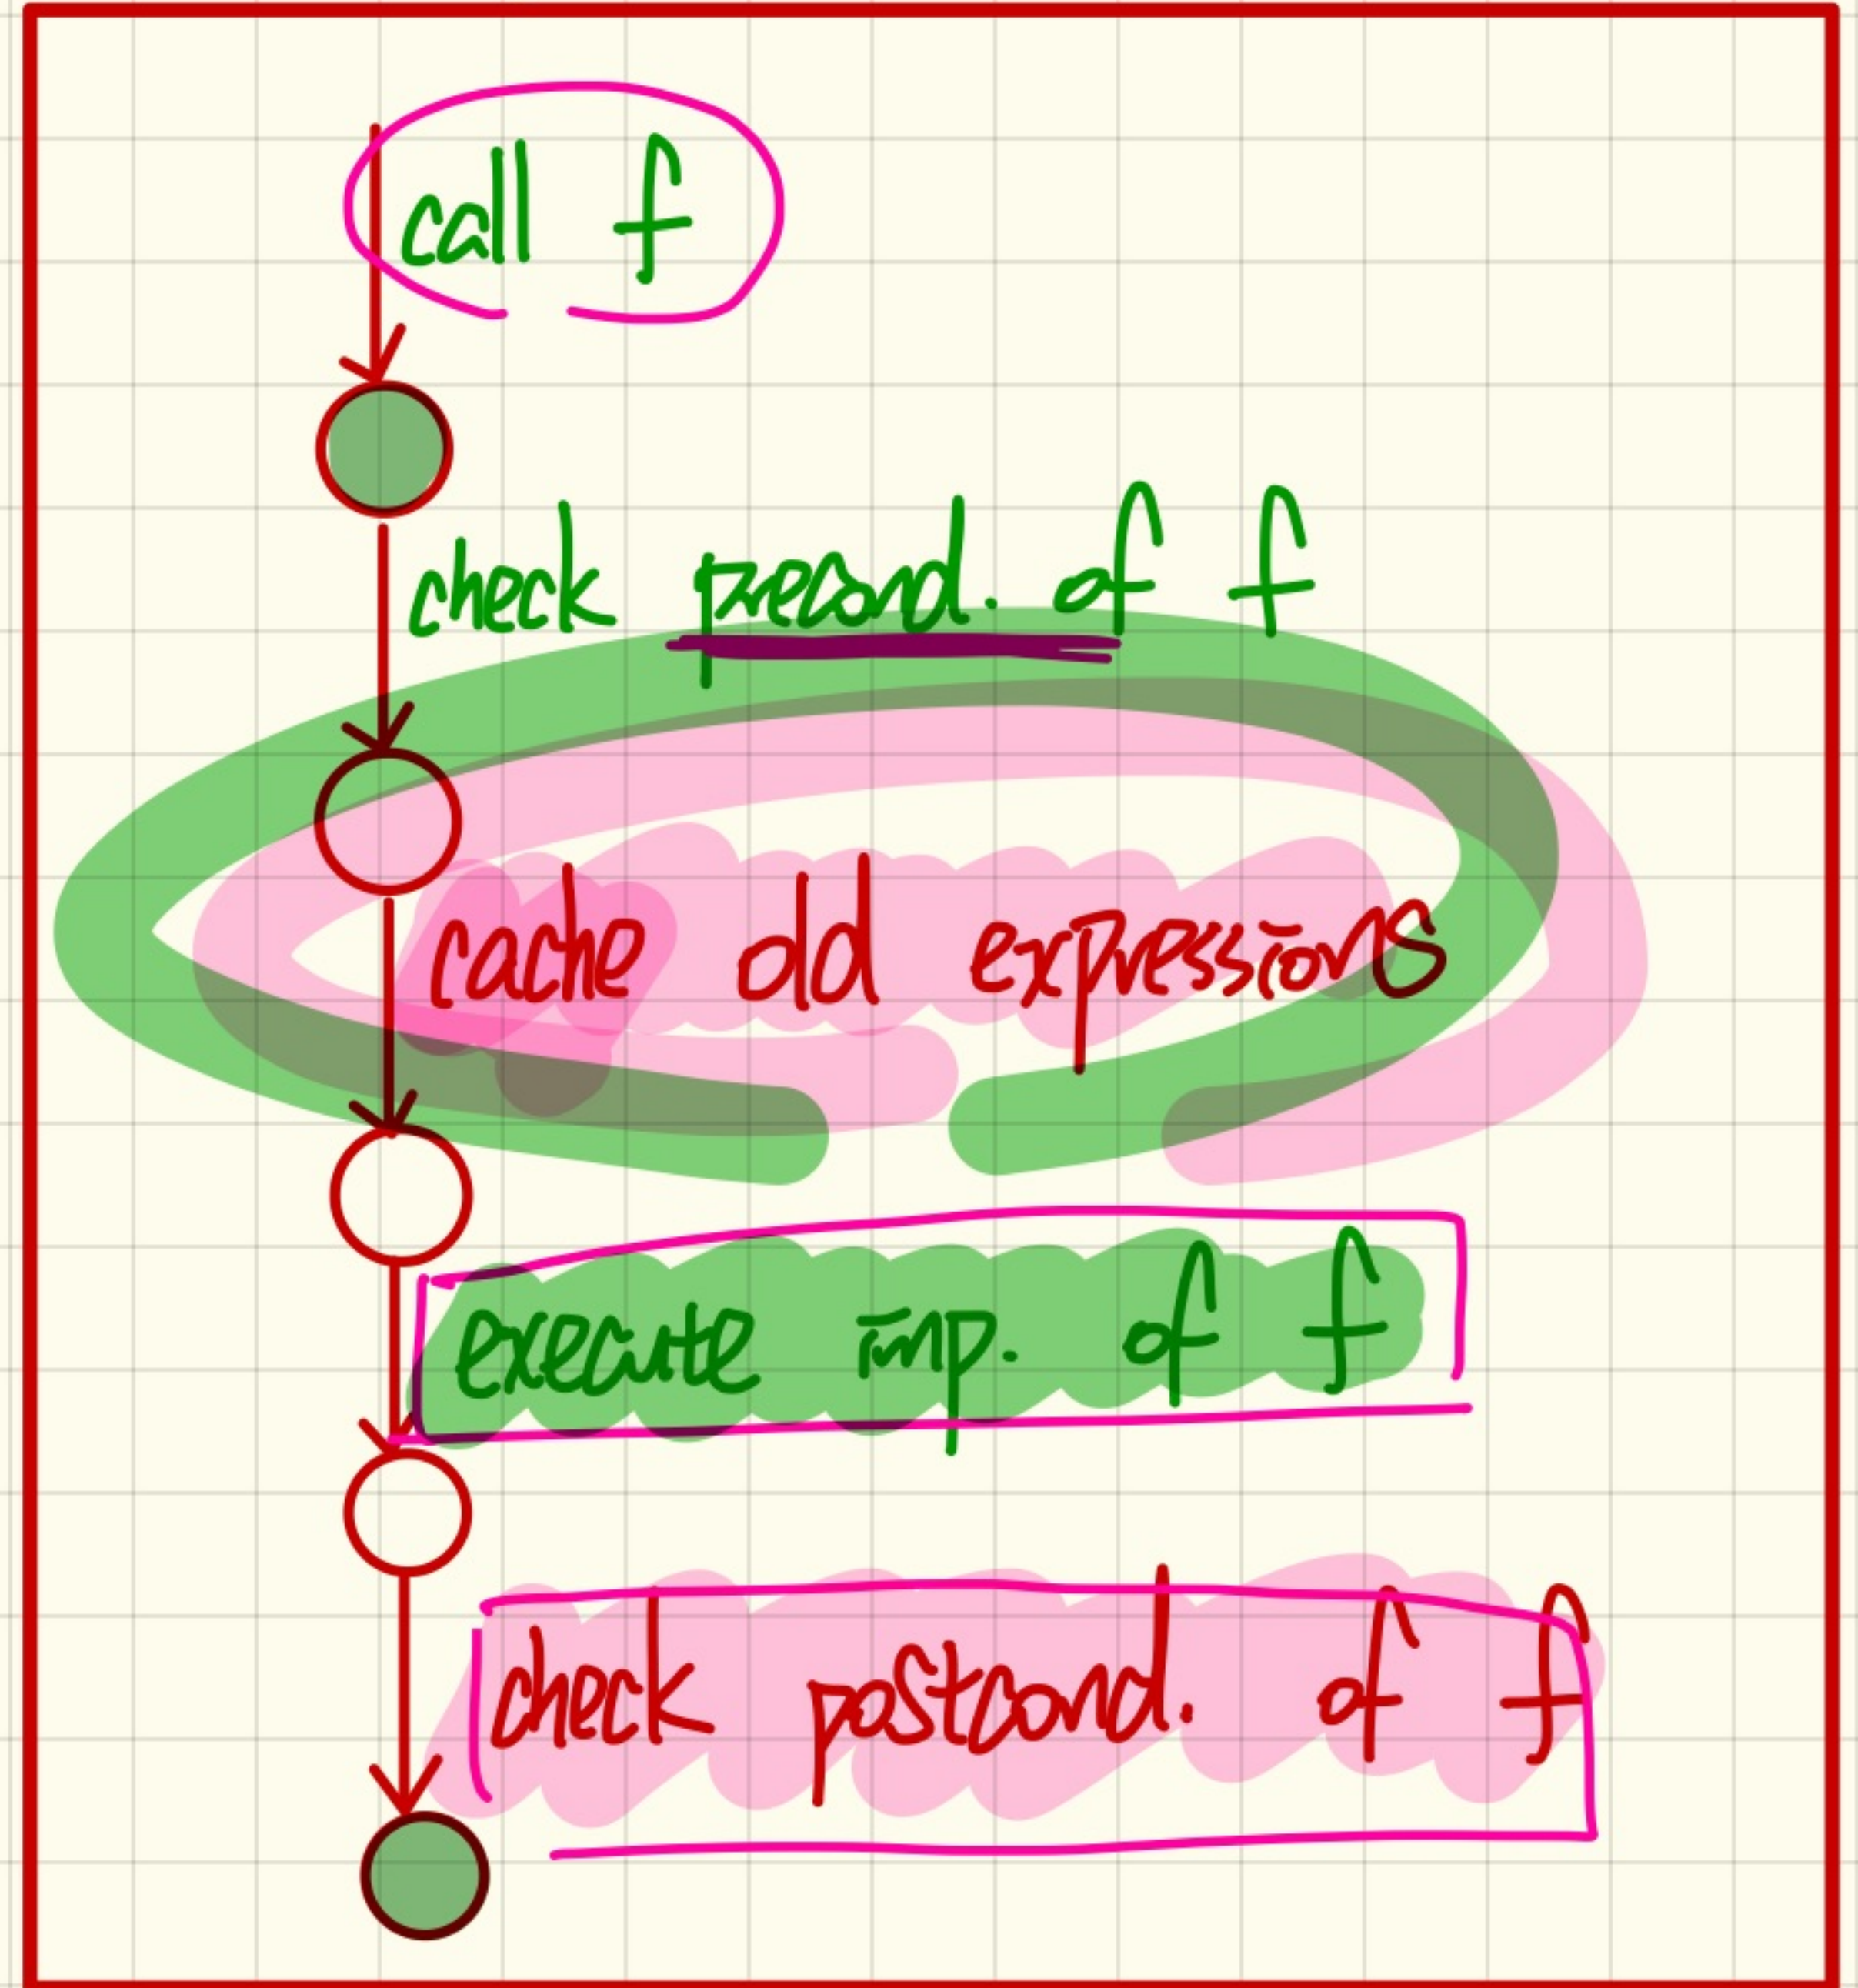 call f
check precond. of f
cache old expressions
execute imp. of f
check postcond. of f